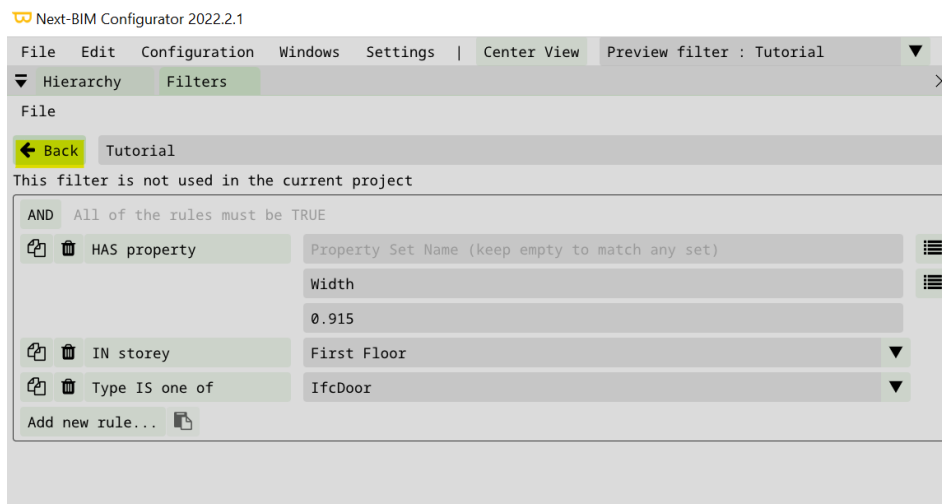 Next-BIM Configurator 2022.2.1
File Edit Configuration Windows Settings | Center View Preview filter : Tutorial
Hierarchy Filters
File
Back Tutorial
This filter is not used in the current project
AND All of the rules must be TRUE
HAS property Property Set Name (keep empty to match any set)
Width
0.915
IN storey First Floor
Type IS one of IfcDoor
Add new rule...